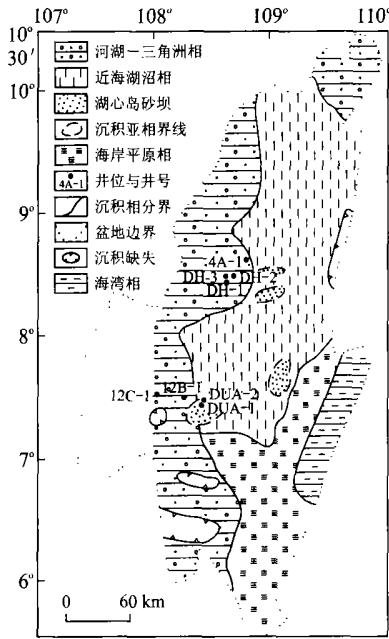 107° 108° 109° 110°
10°
30′
10°
9°
8°
7°
6°
河湖一三角洲相
近海湖沼相
湖心岛砂坝
沉积亚相界线
海岸平原相
4A-1 井位与井号
沉积相分界
盆地边界
沉积缺失
海湾相
4A-1
DH-3 DH-2
DH-1
12C-1 12B-1
DUA-2
DUA-1
0 60 km